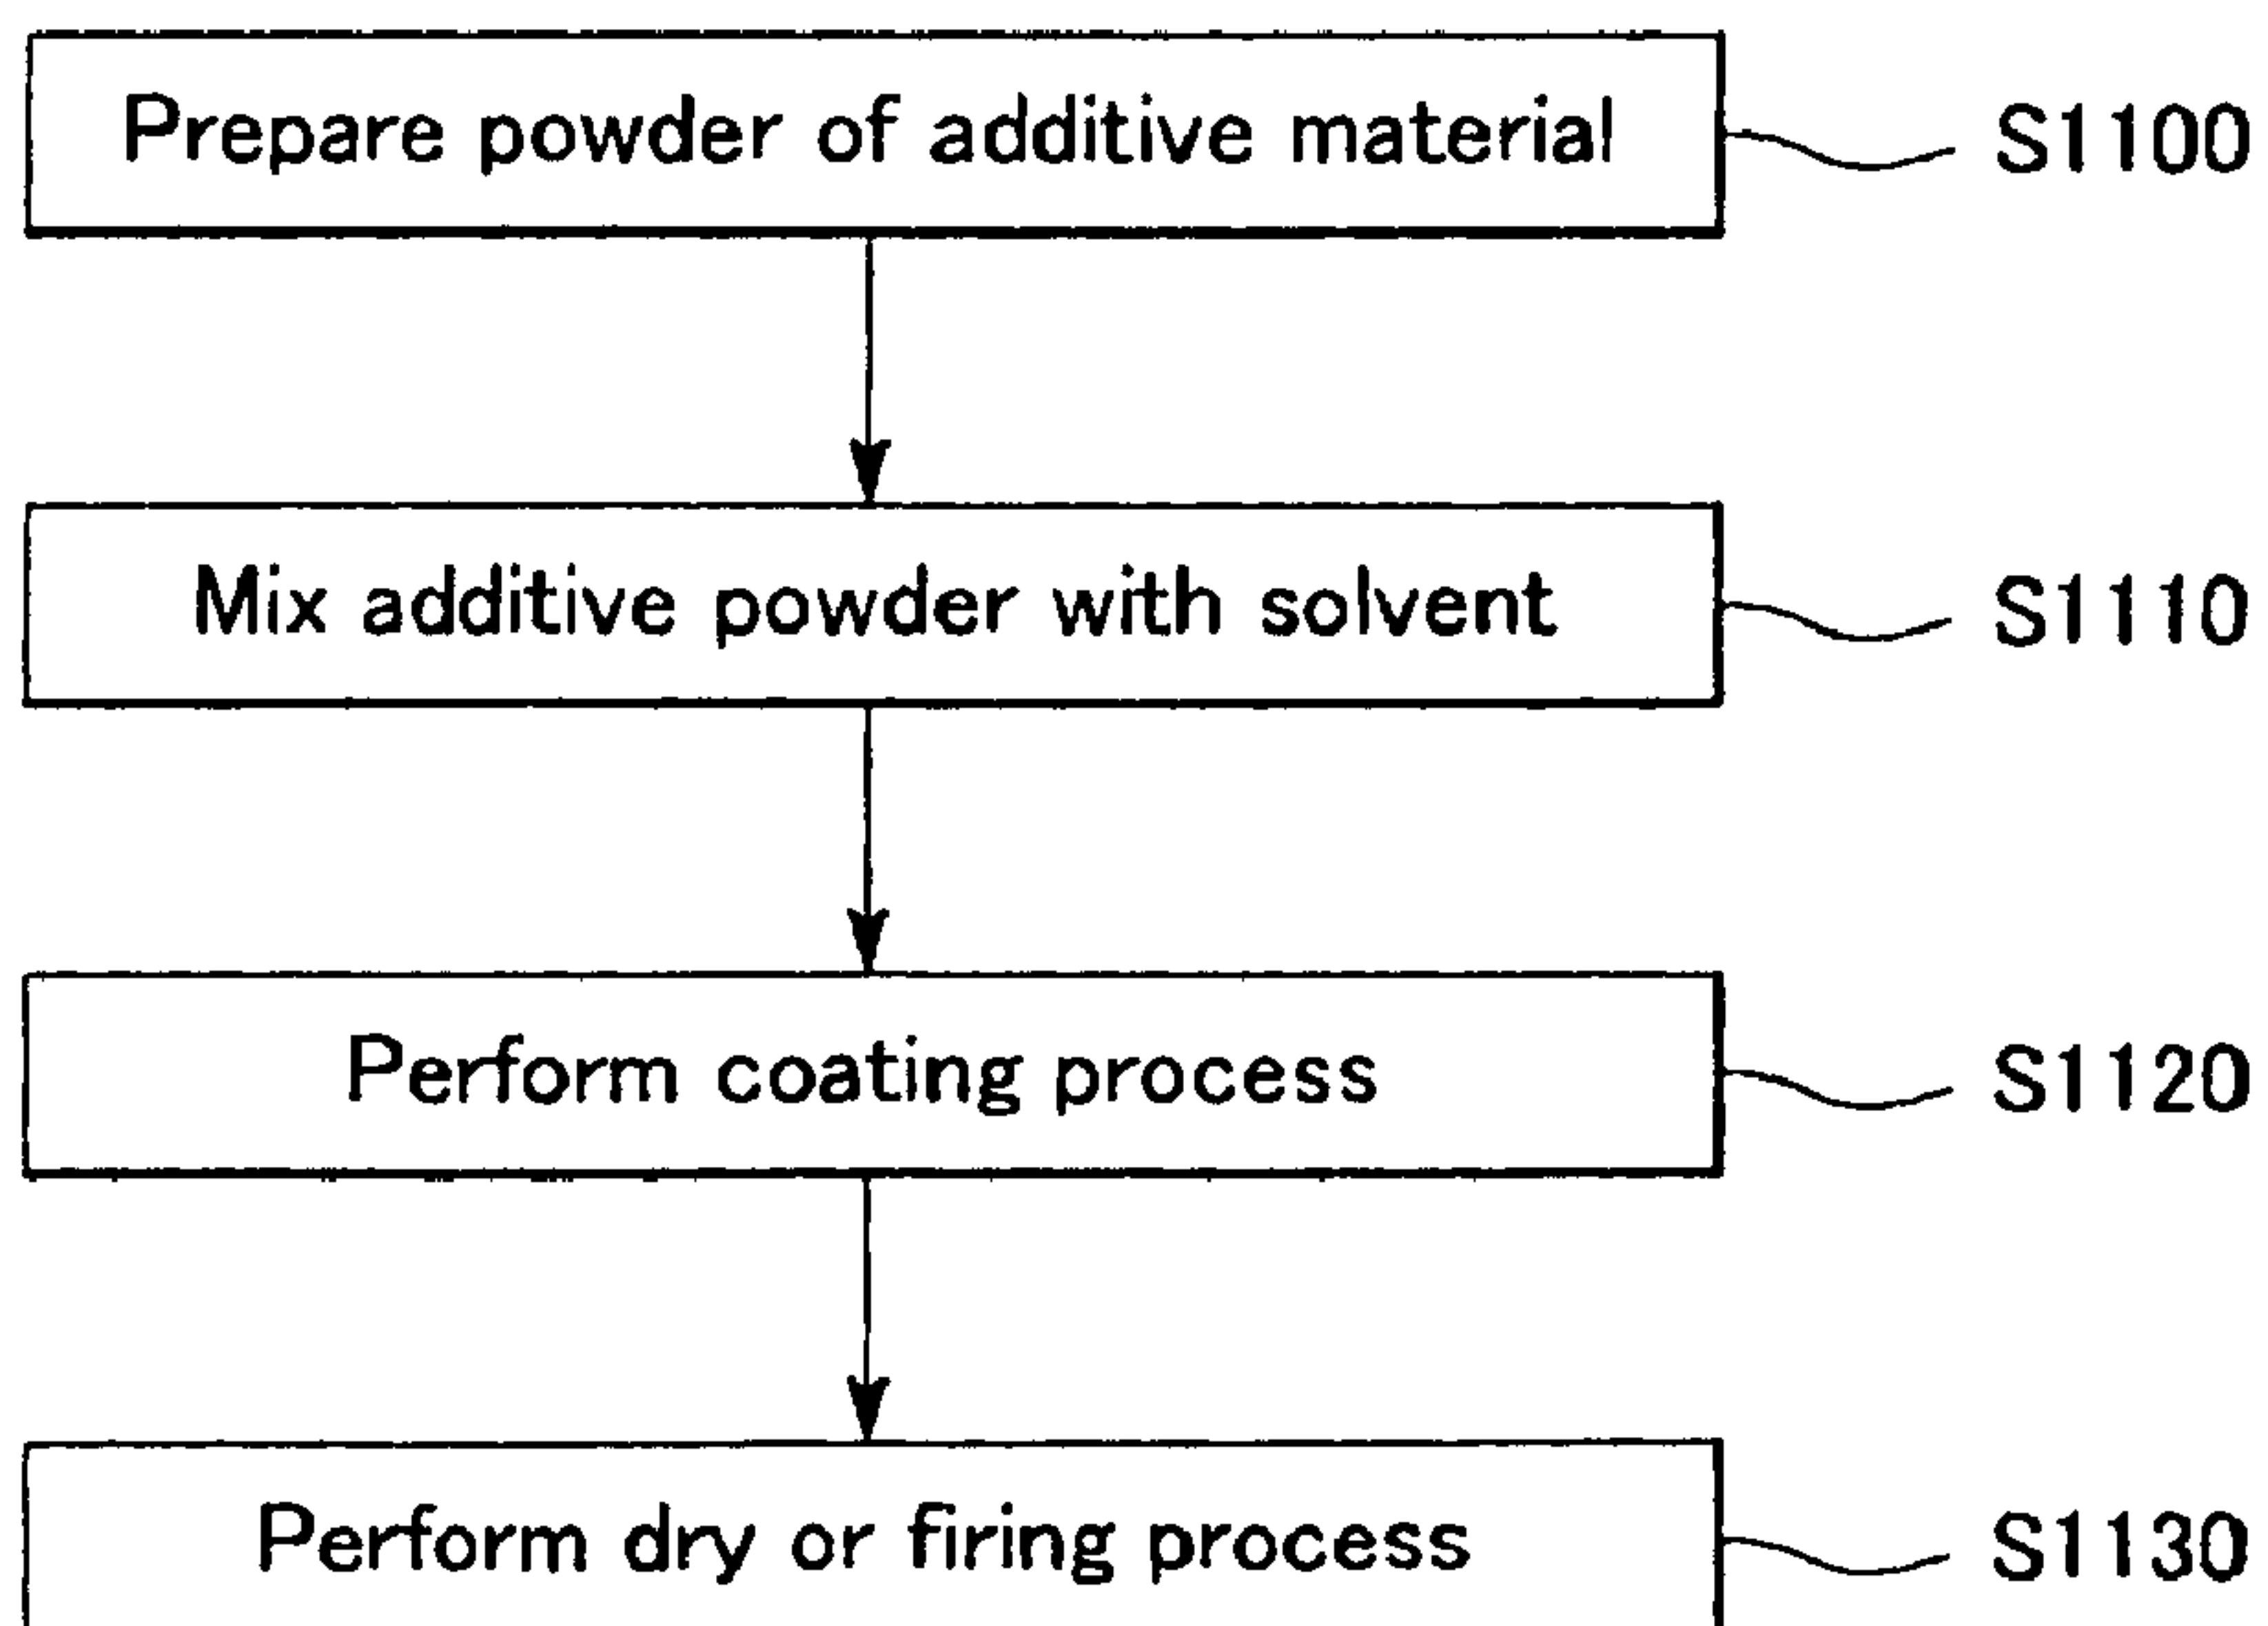 Prepare powder of additive material S1100
Mix additive powder with solvent S1110
Perform coating process S1120
Perform dry or firing process S1130